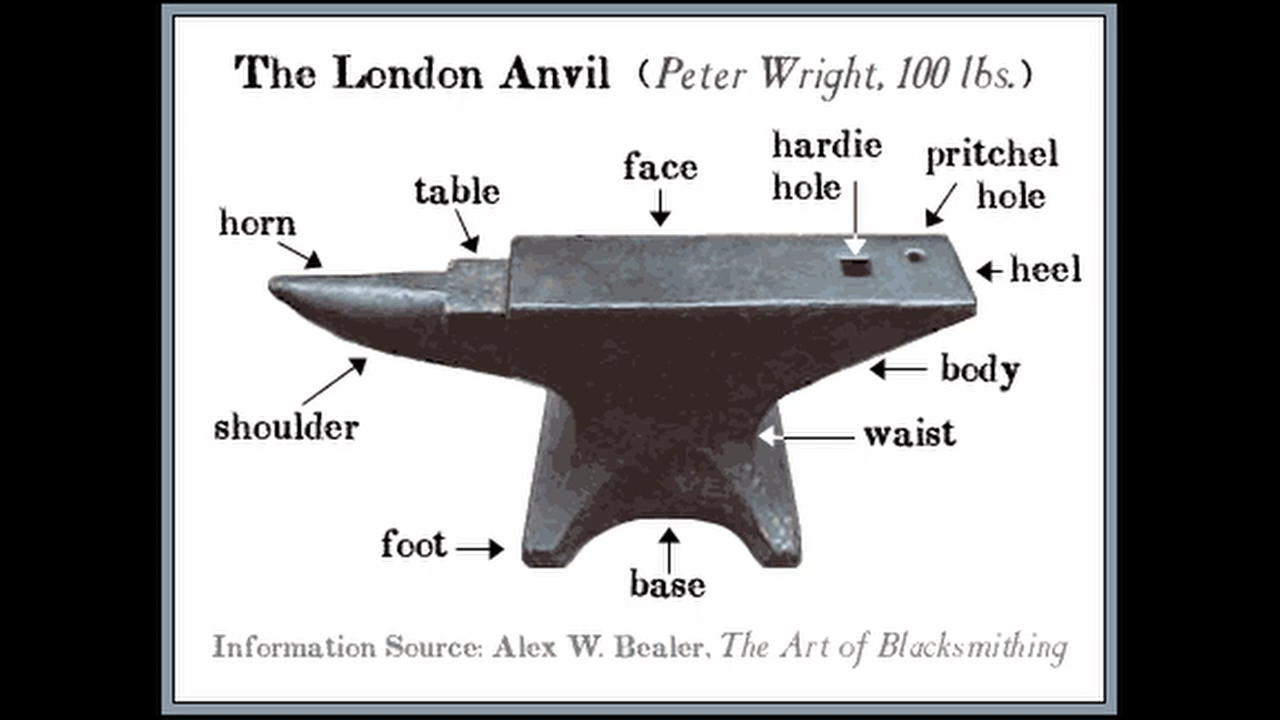 The London Anvil (Peter Wright, 100 lbs.)
hardie
hole
pritchel
hole
face
table
horn
heel
body
shoulder
waist
foot
base
Information Source: Alex W. Bealer, The Art of Blacksmithing